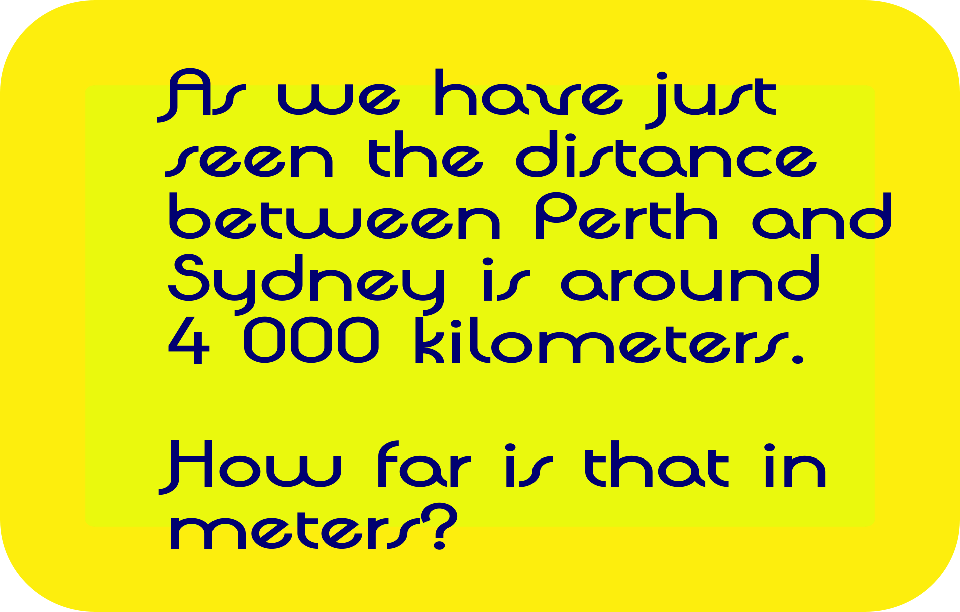 As we have just
seen the distance
between Perth and
Sydney is around
4 000 kilometers.
How far is that in
meters?